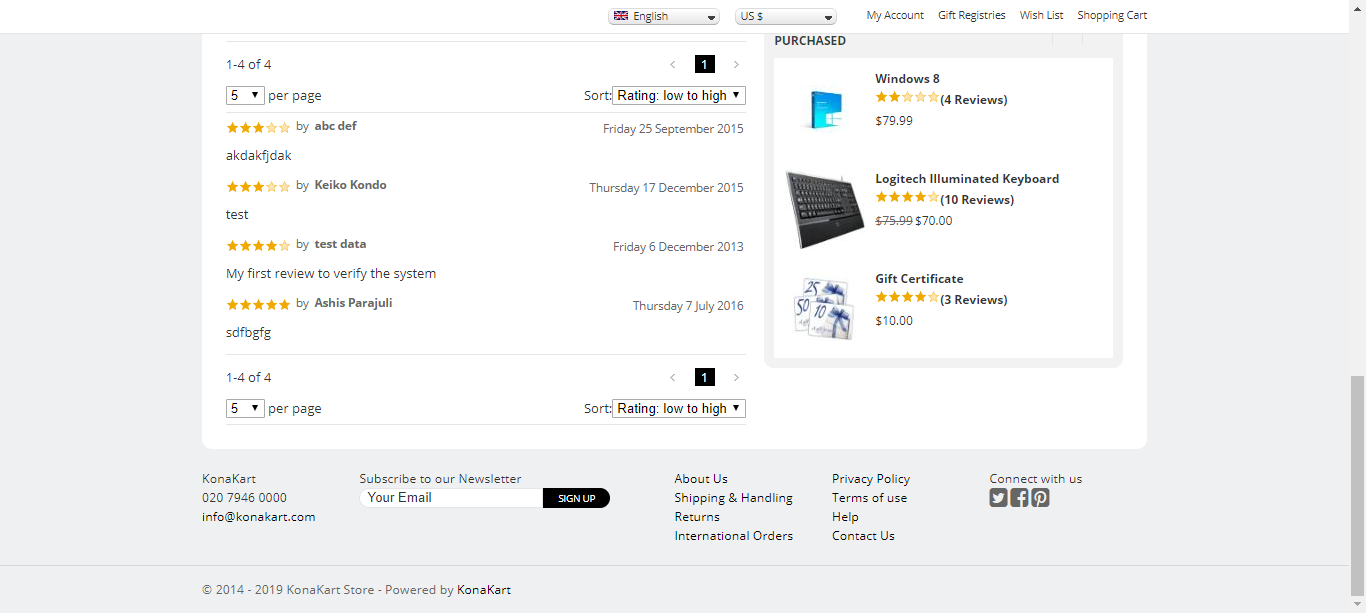 English US $ My Account Gift Registries Wish List Shopping Cart
1-4 of 4 < 1 >
5 per page Sort: Rating: low to high
by abc def Friday 25 September 2015
akdakfjdak
by Keiko Kondo Thursday 17 December 2015
test
by test data Friday 6 December 2013
My first review to verify the system
by Ashis Parajuli Thursday 7 July 2016
sdfbgfg
1-4 of 4 < 1 >
5 per page Sort: Rating: low to high
PURCHASED
Windows 8
(4 Reviews)
$79.99
Logitech Illuminated Keyboard
(10 Reviews)
$75.99 $70.00
25
50
10
Gift Certificate
(3 Reviews)
$10.00
KonaKart
020 7946 0000
info@konakart.com
Subscribe to our Newsletter
Your Email SIGN UP
About Us
Shipping & Handling
Returns
International Orders
Privacy Policy
Terms of use
Help
Contact Us
Connect with us
© 2014 - 2019 KonaKart Store - Powered by KonaKart